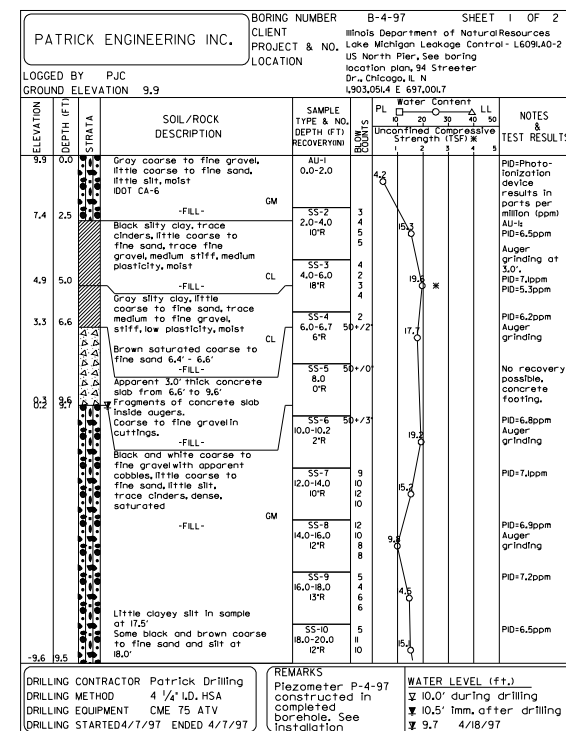 PATRICK ENGINEERING INC.
BORING NUMBER B-4-97 SHEET 1 OF 2
CLIENT Illinois Department of Natural Resources
PROJECT & NO. Lake Michigan Leakage Control - L609LA0-2
LOCATION US North Pier, See boring
location plan, 94 Streeter
Dr., Chicago, IL N
1,903,051.4 E 697,001.7
LOGGED BY PJC
GROUND ELEVATION 9.9
ELEVATION
DEPTH (FT)
STRATA
SOIL/ROCK
DESCRIPTION
SAMPLE
TYPE & NO.
DEPTH (FT)
RECOVERY(IN)
BLOW
COUNTS
Water Content
PL LL
10 20 30 40 50
Unconfined Compressive
Strength (TSF) ※
1 2 3 4 5
NOTES
&
TEST RESULTS
9.9 0.0
Gray coarse to fine gravel,
little coarse to fine sand,
little silt, moist
IDOT CA-6
GM
-FILL-
AU-1
0.0-2.0
4.2
PID=Photo-
ionization
device
results in
parts per
million (ppm)
AU-1:
PID=6.5ppm
7.4 2.5
Black silty clay, trace
cinders, little coarse to
fine sand, trace fine
gravel, medium stiff, medium
plasticity, moist
CL
-FILL-
SS-2
2.0-4.0
10"R
3
4
5
5
15.3
Auger
grinding at
3.0'.
4.9 5.0
SS-3
4.0-6.0
18"R
4
2
3
4
19.6 ※
PID=7.1ppm
PID=5.3ppm
Gray silty clay, little
coarse to fine sand, trace
medium to fine gravel,
stiff, low plasticity, moist
CL
3.3 6.6
Brown saturated coarse to
fine sand 6.4' - 6.6'
-FILL-
SS-4
6.0-6.7
6"R
2
50+/2"
17.7
PID=6.2ppm
Auger
grinding
Apparent 3.0' thick concrete
slab from 6.6' to 9.6'
Fragments of concrete slab
inside augers.
Coarse to fine gravel in
cuttings.
-FILL-
SS-5
8.0
0"R
50+/0"
No recovery
possible,
concrete
footing.
0.3 9.6
0.2 9.7
SS-6
10.0-10.2
2"R
50+/3"
19.2
PID=6.8ppm
Auger
grinding
Black and white coarse to
fine gravel with apparent
cobbles, little coarse to
fine sand, little silt,
trace cinders, dense,
saturated
GM
-FILL-
SS-7
12.0-14.0
10"R
9
10
12
10
15.2
PID=7.1ppm
SS-8
14.0-16.0
12"R
12
10
8
8
9.8
PID=6.9ppm
Auger
grinding
SS-9
16.0-18.0
13"R
5
4
6
6
4.5
PID=7.2ppm
Little clayey silt in sample
at 17.5'
Some black and brown coarse
to fine sand and silt at
18.0'
SS-10
18.0-20.0
12"R
5
11
10
15.1
PID=6.5ppm
-9.6 19.5
DRILLING CONTRACTOR Patrick Drilling
DRILLING METHOD 4 1/4" I.D. HSA
DRILLING EQUIPMENT CME 75 ATV
DRILLING STARTED 4/7/97 ENDED 4/7/97
REMARKS
Piezometer P-4-97
constructed in
completed
borehole. See
installation
WATER LEVEL (ft.)
10.0' during drilling
10.5' imm. after drilling
9.7 4/18/97